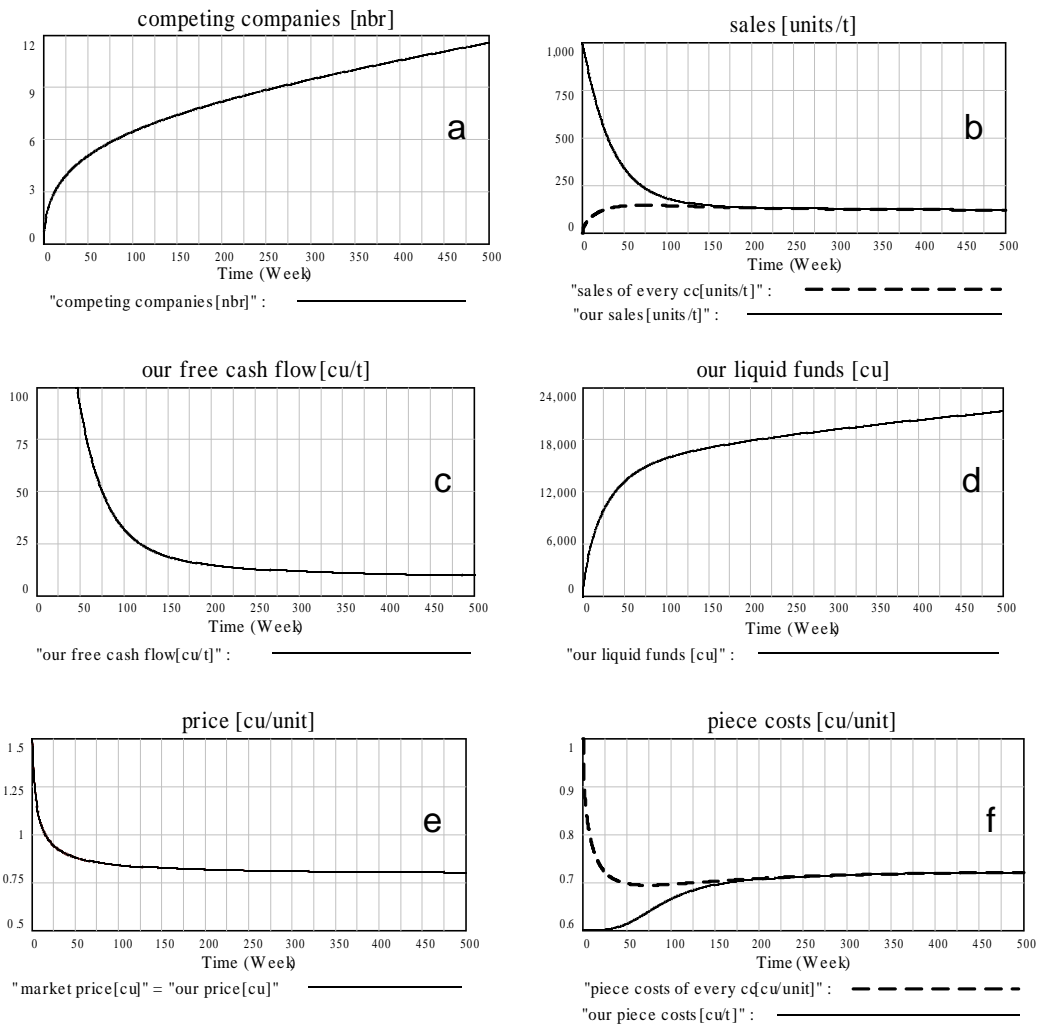 competing companies [nbr]
12
9
6
3
0
a
0 50 100 150 200 250 300 350 400 450 500
Time (Week)
"competing companies[nbr]" :
sales [units/t]
1,000
750
500
250
0
b
0 50 100 150 200 250 300 350 400 450 500
Time (Week)
"sales of every cc[units/t]" :
"our sales[units/t]" :
our free cash flow[cu/t]
100
75
50
25
0
c
0 50 100 150 200 250 300 350 400 450 500
Time (Week)
"our free cash flow[cu/t]" :
our liquid funds [cu]
24,000
18,000
12,000
6,000
0
d
0 50 100 150 200 250 300 350 400 450 500
Time (Week)
"our liquid funds [cu]" :
price [cu/unit]
1.5
1.25
1
0.75
0.5
e
0 50 100 150 200 250 300 350 400 450 500
Time (Week)
"market price[cu]" = "our price[cu]"
piece costs [cu/unit]
1
0.9
0.8
0.7
0.6
f
0 50 100 150 200 250 300 350 400 450 500
Time (Week)
"piece costs of every cc[cu/unit]" :
"our piece costs[cu/t]" :